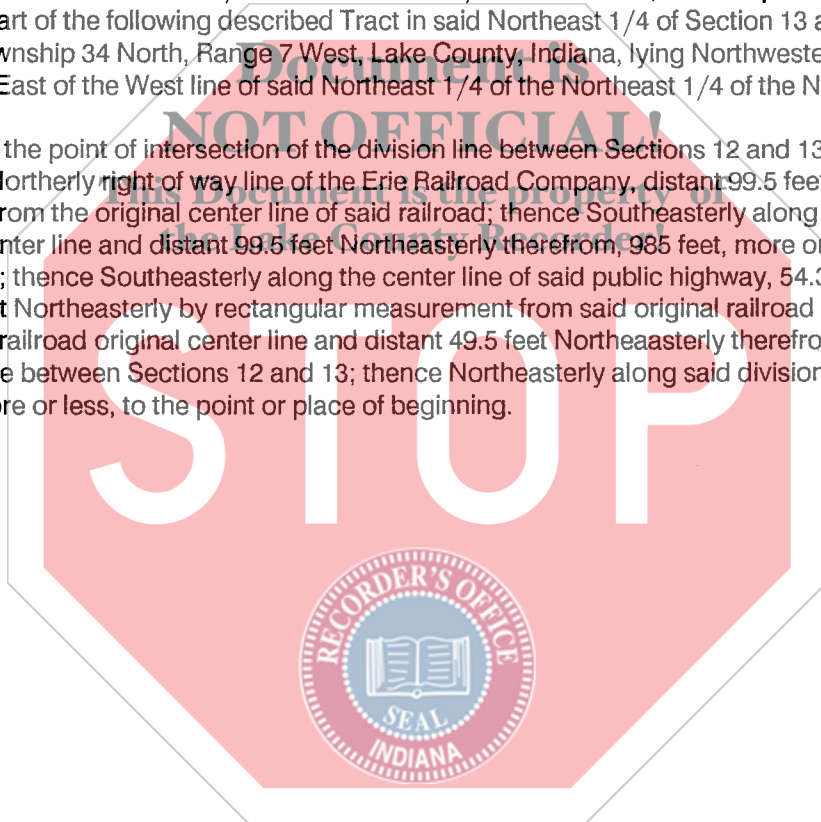 art of the following described Tract in said Northeast 1/4 of Section 13 a
wnship 34 North, Range 7 West, Lake County, Indiana, lying Northweste
East of the West line of said Northeast 1/4 of the Northeast 1/4 of the N
Document is
NOT OFFICIAL!
This Document is the property of
the Lake County Recorder!
the point of intersection of the division line between Sections 12 and 13
Northerly right of way line of the Erie Railroad Company, distant 99.5 feet
rom the original center line of said railroad; thence Southeasterly along
nter line and distant 99.5 feet Northeasterly therefrom, 985 feet, more or
; thence Southeasterly along the center line of said public highway, 54.3
t Northeasterly by rectangular measurement from said original railroad
railroad original center line and distant 49.5 feet Northeaasterly therefro
e between Sections 12 and 13; thence Northeasterly along said division
ore or less, to the point or place of beginning.
STOP
RECORDER'S OFFICE
SEAL
INDIANA